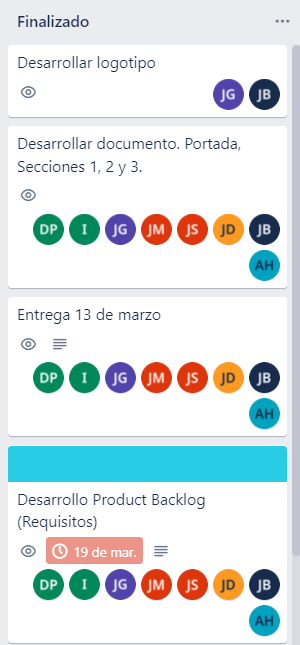 Finalizado
Desarrollar logotipo
JG JB
Desarrollar documento. Portada,
Secciones 1, 2 y 3.
DP I JG JM JS JD JB
AH
Entrega 13 de marzo
DP I JG JM JS JD JB
AH
Desarrollo Product Backlog
(Requisitos)
19 de mar.
DP I JG JM JS JD JB
AH